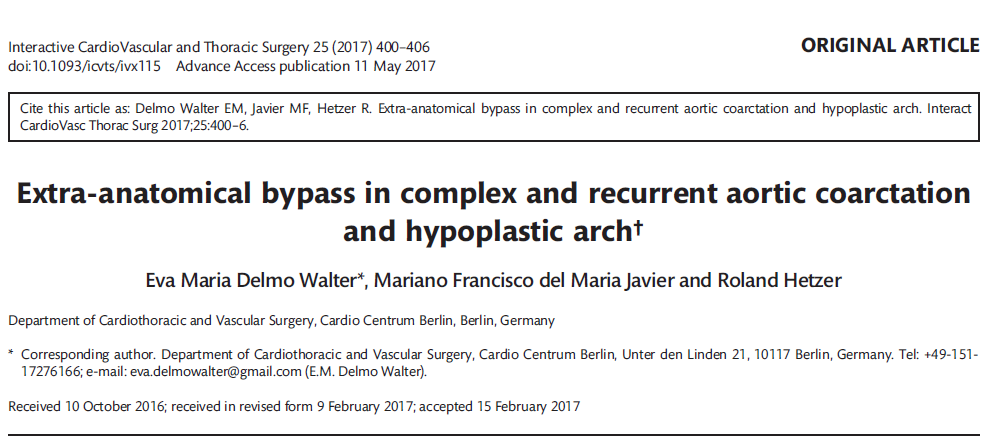 Interactive CardioVascular and Thoracic Surgery 25 (2017) 400–406
ORIGINAL ARTICLE
doi:10.1093/icvts/ivx115 Advance Access publication 11 May 2017
Cite this article as: Delmo Walter EM, Javier MF, Hetzer R. Extra-anatomical bypass in complex and recurrent aortic coarctation and hypoplastic arch. Interact
CardioVasc Thorac Surg 2017;25:400–6.
Extra-anatomical bypass in complex and recurrent aortic coarctation
and hypoplastic arch†
Eva Maria Delmo Walter*, Mariano Francisco del Maria Javier and Roland Hetzer
Department of Cardiothoracic and Vascular Surgery, Cardio Centrum Berlin, Berlin, Germany
* Corresponding author. Department of Cardiothoracic and Vascular Surgery, Cardio Centrum Berlin, Unter den Linden 21, 10117 Berlin, Germany. Tel: +49-151-
17276166; e-mail: eva.delmowalter@gmail.com (E.M. Delmo Walter).
Received 10 October 2016; received in revised form 9 February 2017; accepted 15 February 2017